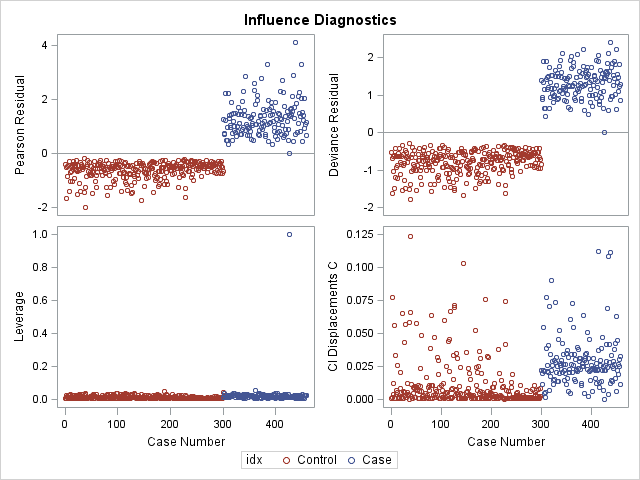 Influence Diagnostics
Pearson Residual
4
2
0
-2
Deviance Residual
2
1
0
-1
-2
Leverage
1.0
0.8
0.6
0.4
0.2
0.0
0 100 200 300 400
Case Number
CI Displacements C
0.125
0.100
0.075
0.050
0.025
0.000
0 100 200 300 400
Case Number
idx Control Case